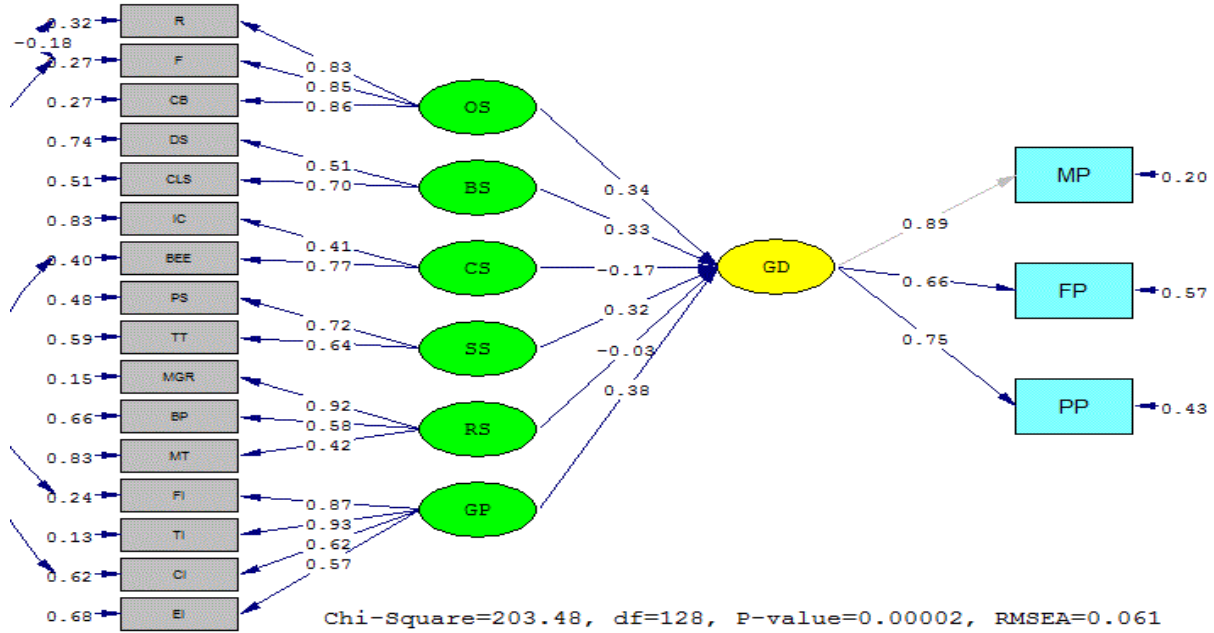 0.32 R
-0.18
0.27 F
0.27 CB
0.74 DS
0.51 CLS
0.83 IC
0.40 BEE
0.48 PS
0.59 TT
0.15 MGR
0.66 BP
0.83 MT
0.24 FI
0.13 TI
0.62 CI
0.68 EI
0.83
0.85
0.86
0.51
0.70
0.41
0.77
0.72
0.64
0.92
0.58
0.42
0.87
0.93
0.62
0.57
OS
BS
CS
SS
RS
GP
0.34
0.33
-0.17
0.32
-0.03
0.38
GD
0.89
0.66
0.75
MP 0.20
FP 0.57
PP 0.43
Chi-Square=203.48, df=128, P-value=0.00002, RMSEA=0.061